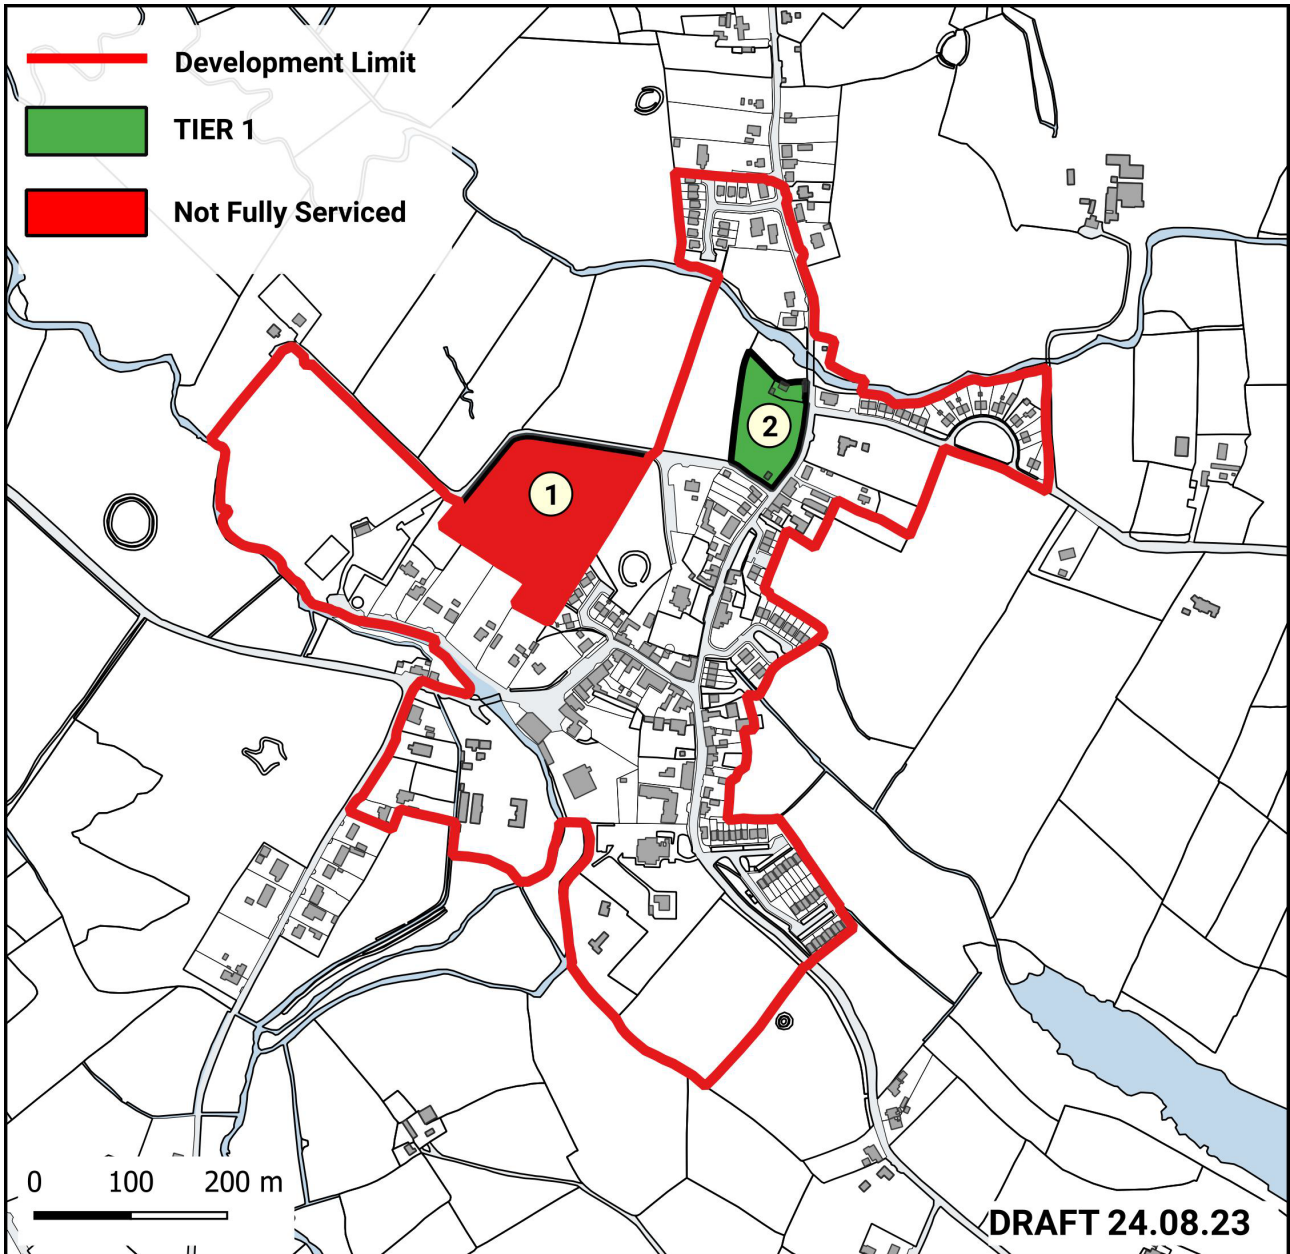 Development Limit
TIER 1
Not Fully Serviced
1
2
0 100 200 m
DRAFT 24.08.23